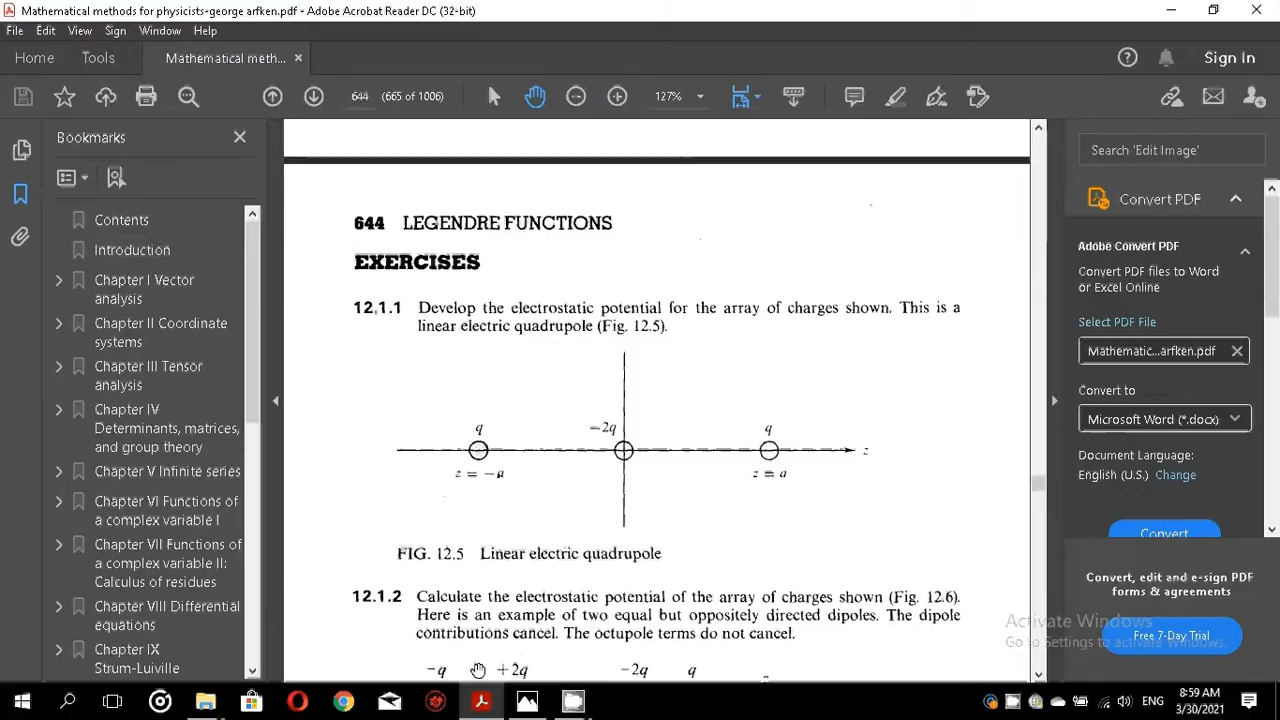 Mathematical methods for physicists-george arfken.pdf - Adobe Acrobat Reader DC (32-bit)
File Edit View Sign Window Help
Home Tools Mathematical meth... × Sign In
644 (665 of 1006) 127%
Bookmarks
Contents
Introduction
Chapter I Vector
analysis
Chapter II Coordinate
systems
Chapter III Tensor
analysis
Chapter IV
Determinants, matrices,
and group theory
Chapter V Infinite series
Chapter VI Functions of
a complex variable I
Chapter VII Functions of
a complex variable II:
Calculus of residues
Chapter VIII Differential
equations
Chapter IX
Strum-Luiville
644 LEGENDRE FUNCTIONS
EXERCISES
12.1.1 Develop the electrostatic potential for the array of charges shown. This is a
linear electric quadrupole (Fig. 12.5).
q −2q q
z
z = −a z = a
FIG. 12.5 Linear electric quadrupole
12.1.2 Calculate the electrostatic potential of the array of charges shown (Fig. 12.6).
Here is an example of two equal but oppositely directed dipoles. The dipole
contributions cancel. The octupole terms do not cancel.
−q +2q −2q q
Search 'Edit Image'
Convert PDF
Adobe Convert PDF
Convert PDF files to Word
or Excel Online
Select PDF File
Mathematic...arfken.pdf ×
Convert to
Microsoft Word (*.docx)
Document Language:
English (U.S.) Change
Convert
Convert, edit and e-sign PDF
forms & agreements
Free 7-Day Trial
Activate Windows
Go to Settings to activate Windows.
ENG
8:59 AM
3/30/2021